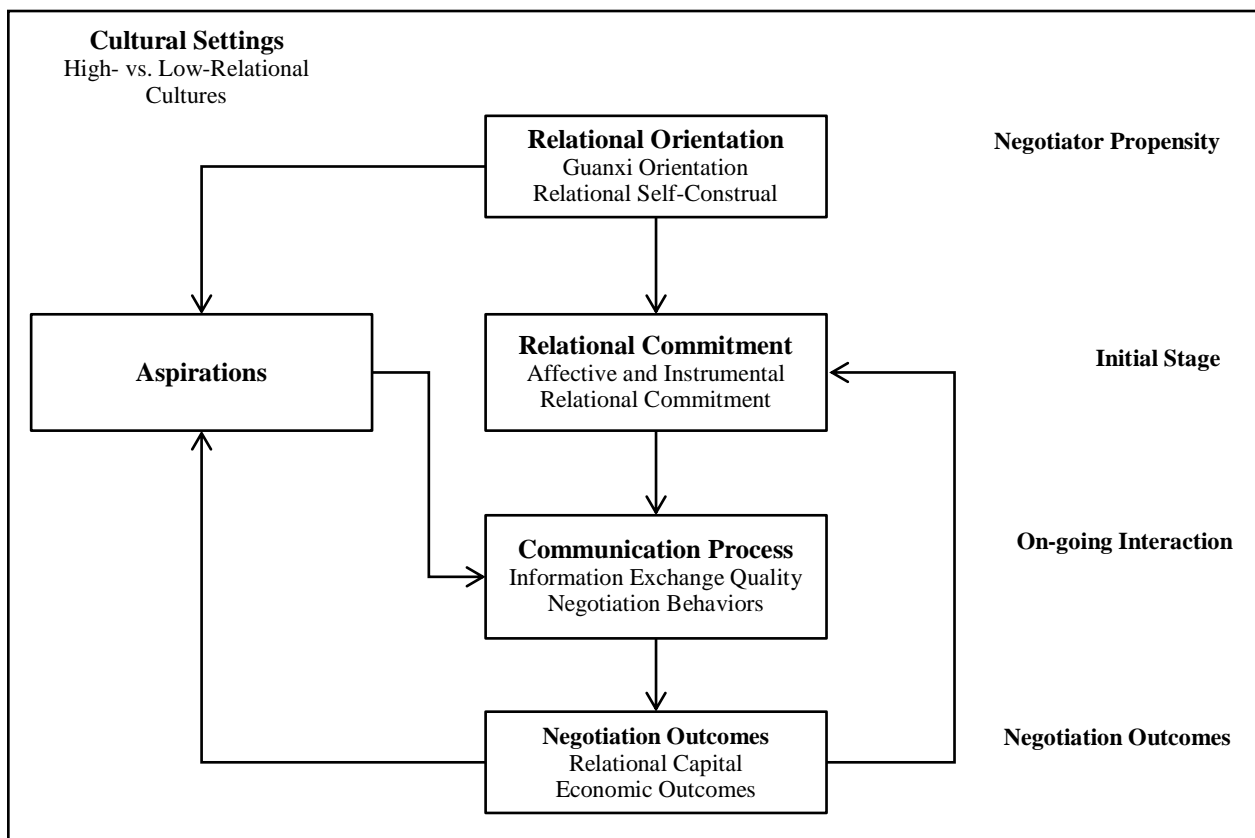 Cultural Settings
High- vs. Low-Relational
Cultures
Relational Orientation
Guanxi Orientation
Relational Self-Construal
Negotiator Propensity
Aspirations
Relational Commitment
Affective and Instrumental
Relational Commitment
Initial Stage
Communication Process
Information Exchange Quality
Negotiation Behaviors
On-going Interaction
Negotiation Outcomes
Relational Capital
Economic Outcomes
Negotiation Outcomes